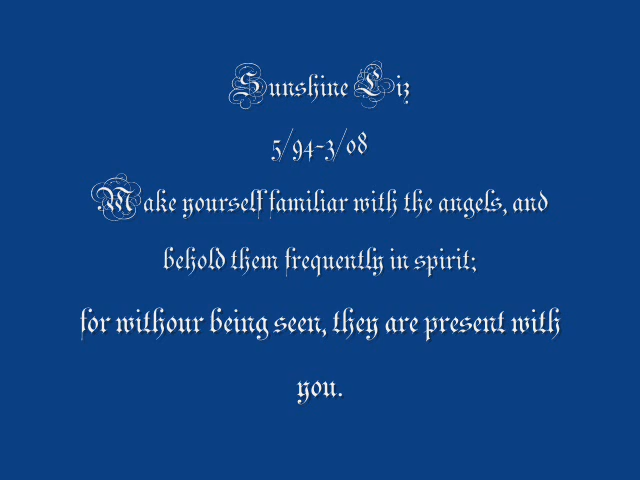 Sunshine Liz
5/94-3/08
Make yourself familiar with the angels, and
behold them frequently in spirit;
for withour being seen, they are present with
you.